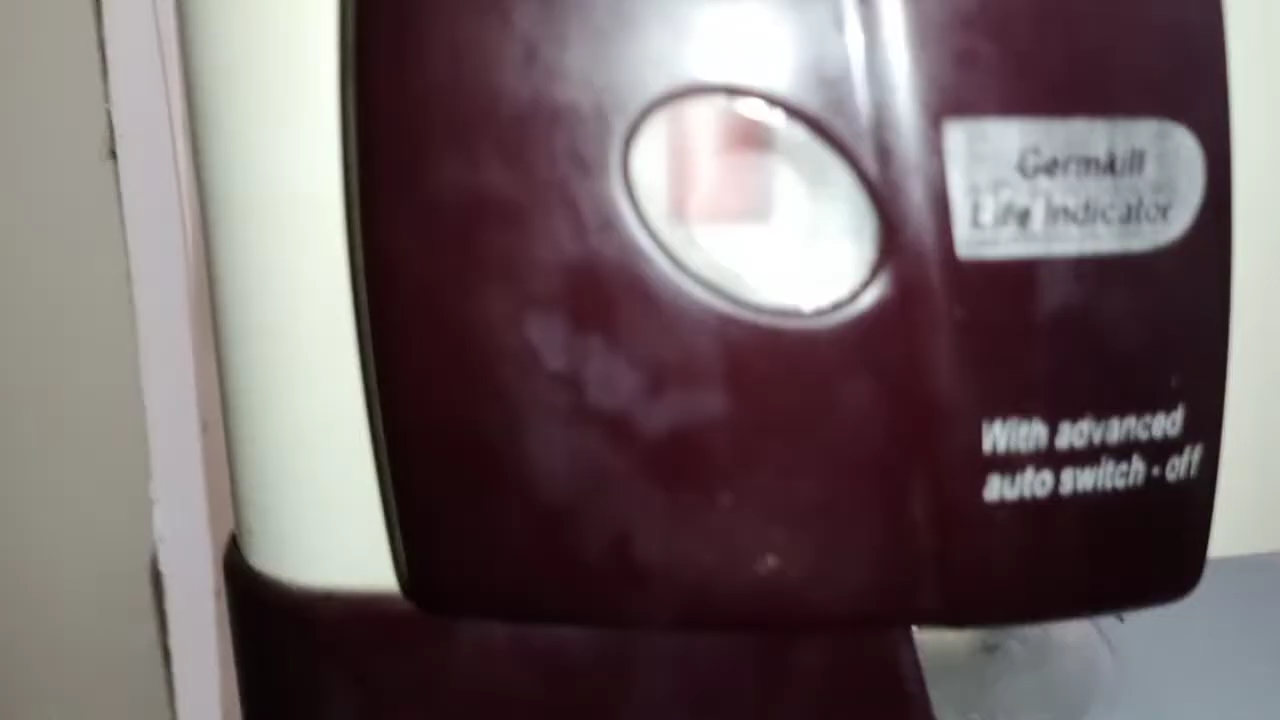 Germkill
Life Indicator
With advanced
auto switch - off